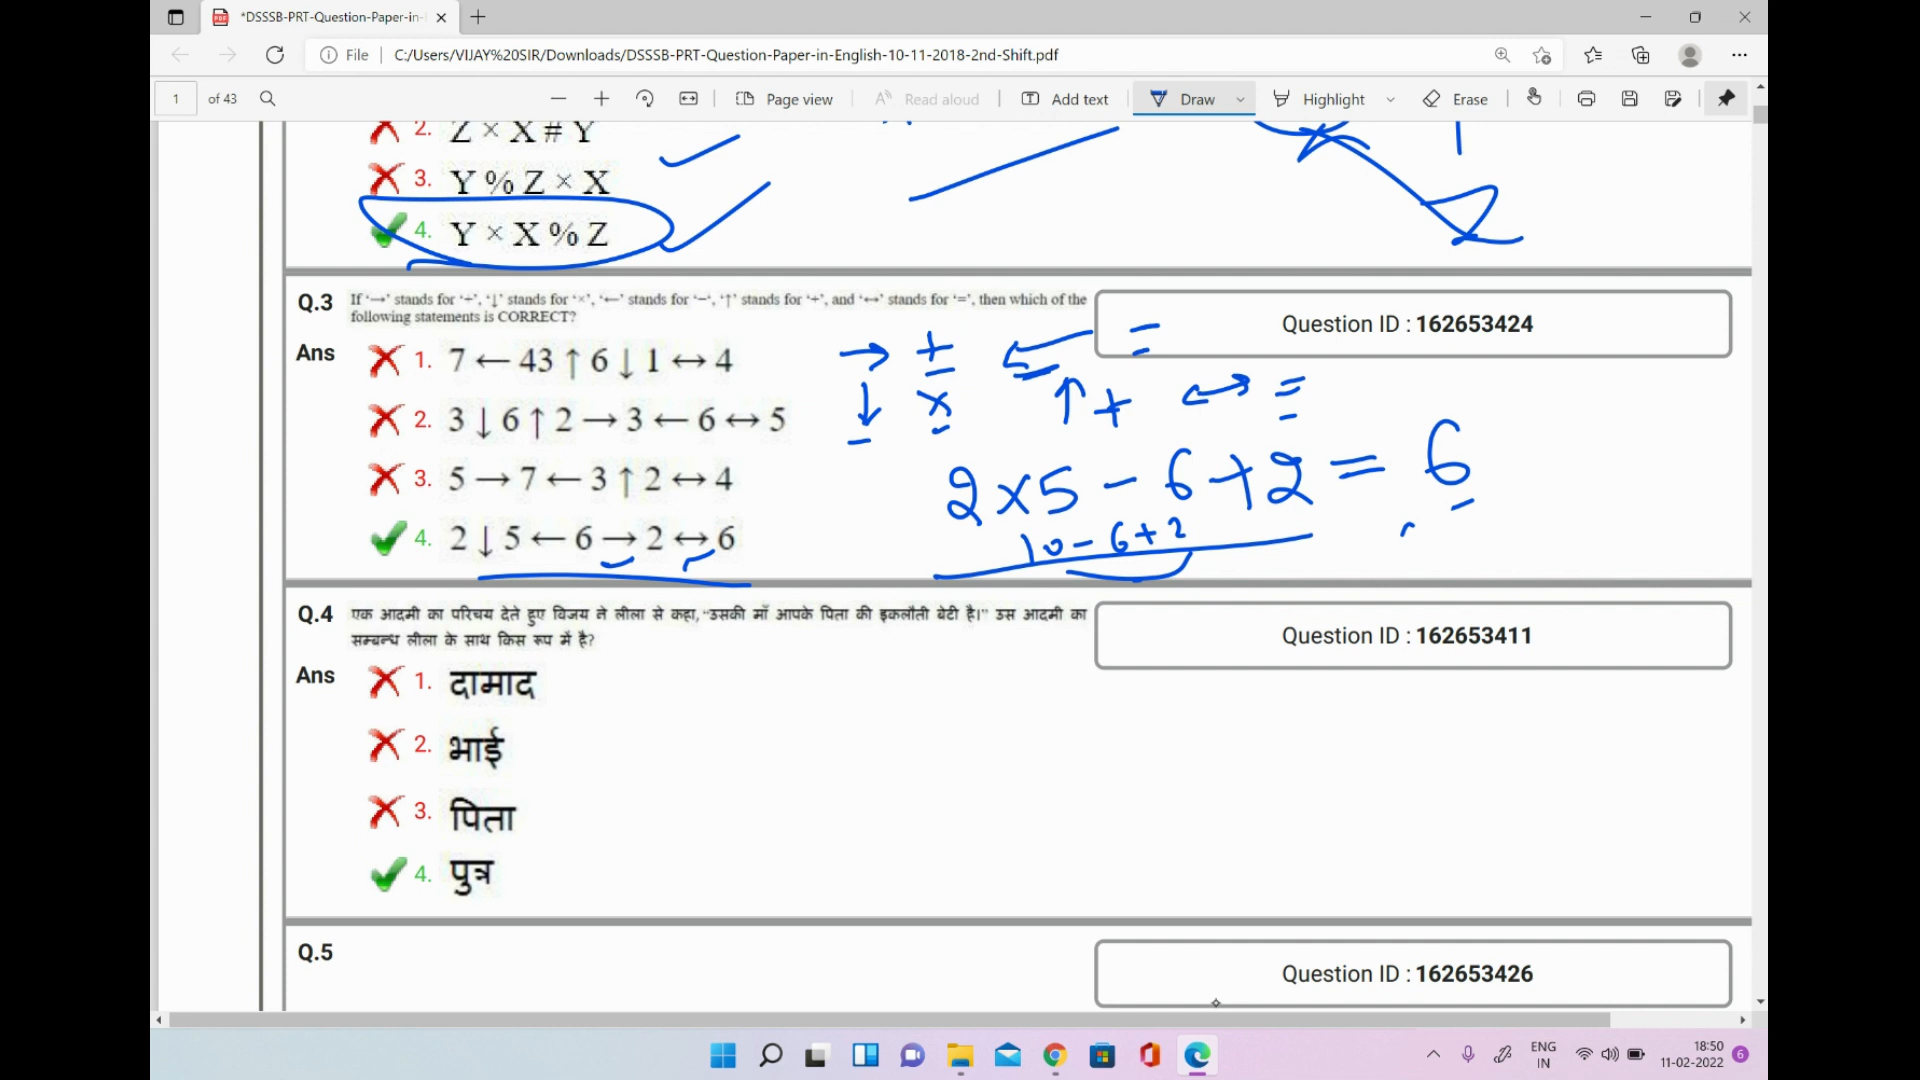 *DSSSB-PRT-Question-Paper-in-
File C:/Users/VIJAY%20SIR/Downloads/DSSSB-PRT-Question-Paper-in-English-10-11-2018-2nd-Shift.pdf
1 of 43 Page view Read aloud Add text Draw Highlight Erase
2. Z × X # Y
3. Y % Z × X
4. Y × X % Z
Q.3 If ‘→’ stands for ‘÷’, ‘↓’ stands for ‘×’, ‘←’ stands for ‘−’, ‘↑’ stands for ‘+’, and ‘↔’ stands for ‘=’, then which of the
following statements is CORRECT?
Question ID : 162653424
Ans 1. 7 ← 43 ↑ 6 ↓ 1 ↔ 4
2. 3 ↓ 6 ↑ 2 → 3 ← 6 ↔ 5
3. 5 → 7 ← 3 ↑ 2 ↔ 4
4. 2 ↓ 5 ← 6 → 2 ↔ 6
→ + ← =
↓ × ↑ + ↔ =
2 × 5 − 6 + 2 = 6
10 − 6 + 2
Q.4 एक आदमी का परिचय देते हुए विजय ने लीला से कहा, "उसकी माँ आपके पिता की इकलौती बेटी है।" उस आदमी का
सम्बन्ध लीला के साथ किस रूप में है?
Question ID : 162653411
Ans 1. दामाद
2. भाई
3. पिता
4. पुत्र
Q.5
Question ID : 162653426
ENG
IN
18:50
11-02-2022
6